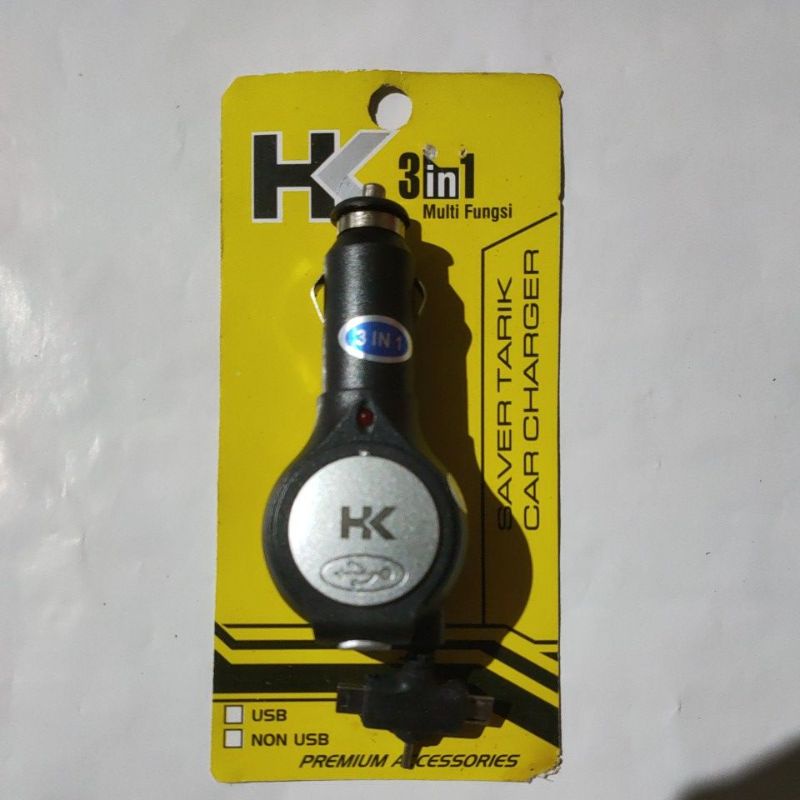 HK
3in1
Multi Fungsi
SAVER TARIK
CAR CHARGER
3 IN 1
HK
USB
NON USB
PREMIUM ACCESSORIES